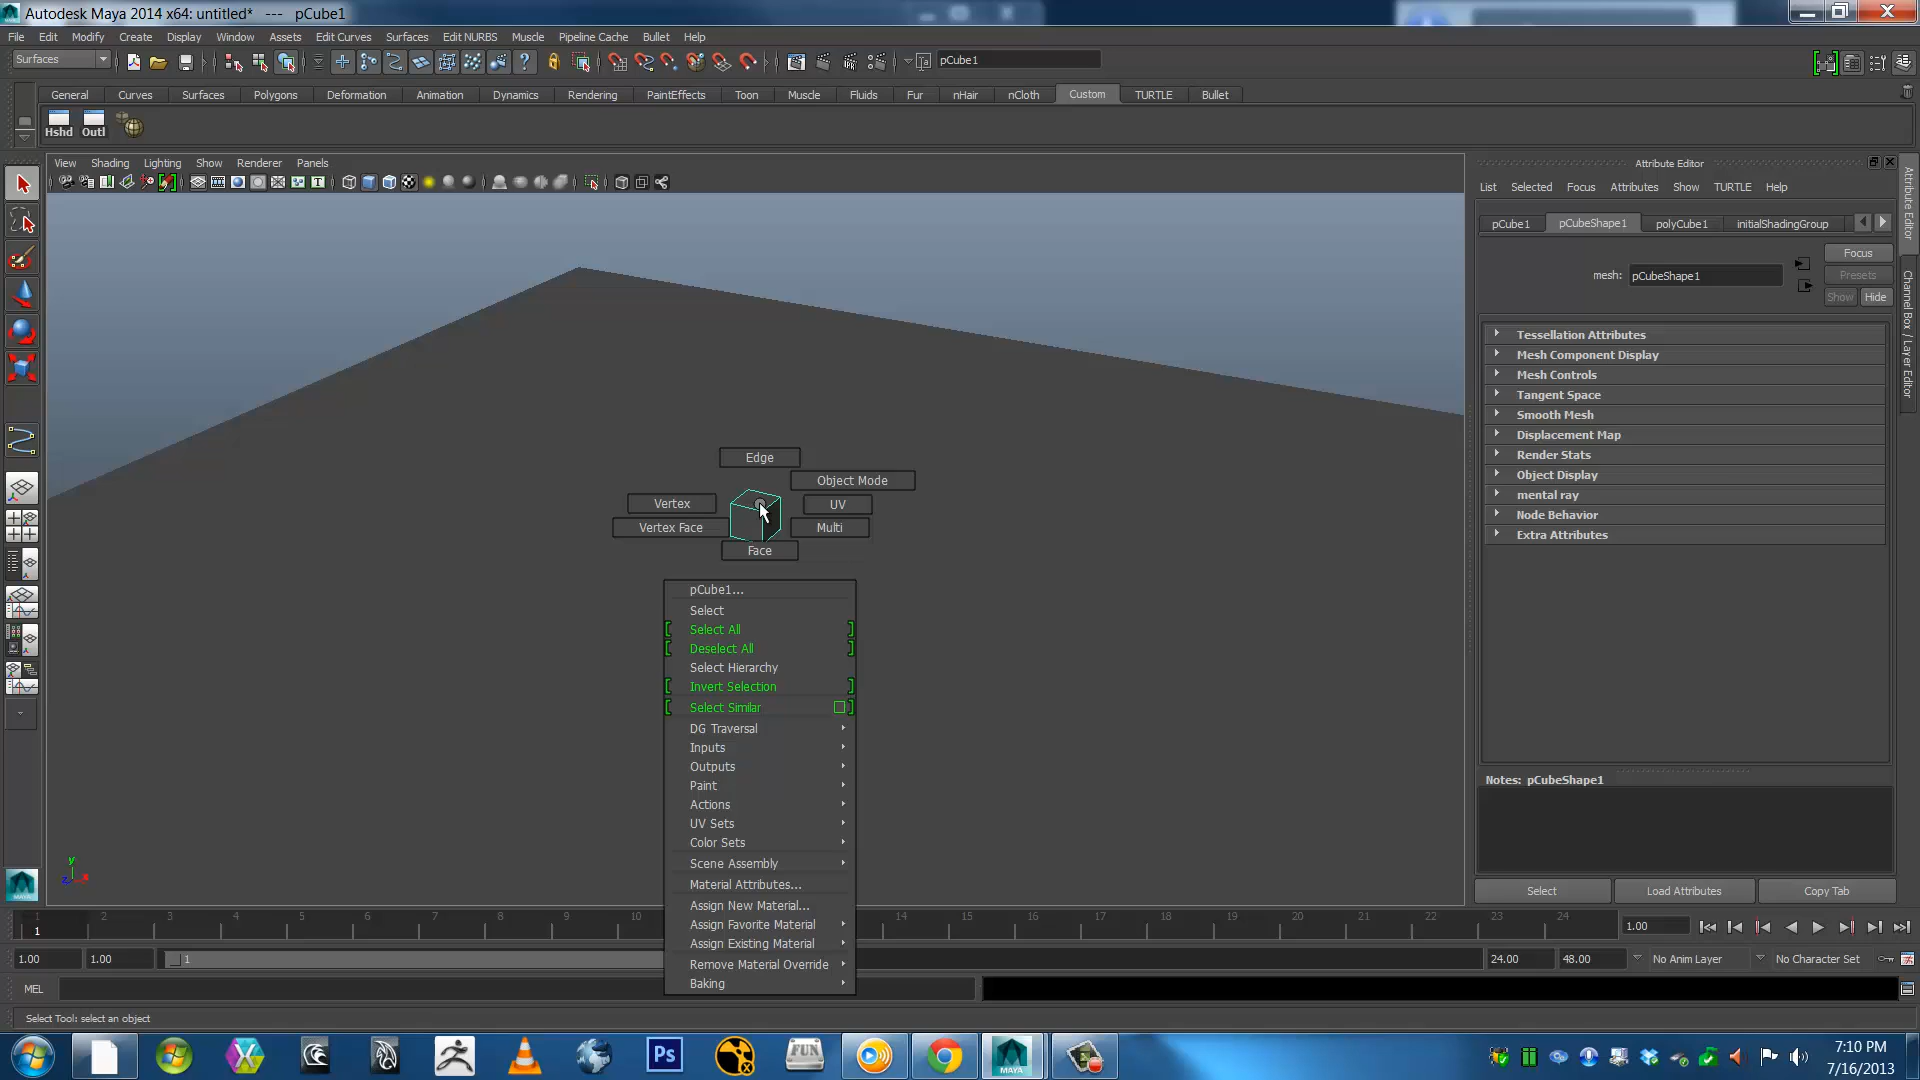 Autodesk Maya 2014 x64: untitled*   ---   pCube1
File Edit Modify Create Display Window Assets Edit Curves Surfaces Edit NURBS Muscle Pipeline Cache Bullet Help
Surfaces pCube1
General Curves Surfaces Polygons Deformation Animation Dynamics Rendering PaintEffects Toon Muscle Fluids Fur nHair nCloth Custom TURTLE Bullet
Hshd Outl
View Shading Lighting Show Renderer Panels
Attribute Editor
List Selected Focus Attributes Show TURTLE Help
pCube1 pCubeShape1 polyCube1 initialShadingGroup
Focus
mesh: pCubeShape1
Presets
Show Hide
Tessellation Attributes
Mesh Component Display
Mesh Controls
Tangent Space
Smooth Mesh
Displacement Map
Render Stats
Object Display
mental ray
Node Behavior
Extra Attributes
Notes: pCubeShape1
Select Load Attributes Copy Tab
Attribute Editor
Channel Box / Layer Editor
Edge
Object Mode
Vertex UV
Vertex Face Multi
Face
pCube1...
Select
[ Select All ]
[ Deselect All ]
Select Hierarchy
[ Invert Selection ]
[ Select Similar ]
DG Traversal
Inputs
Outputs
Paint
Actions
UV Sets
Color Sets
Scene Assembly
Material Attributes...
Assign New Material...
Assign Favorite Material
Assign Existing Material
Remove Material Override
Baking
y
z x
MAYA
1 2 3 4 5 6 7 8 9 10 14 15 16 17 18 19 20 21 22 23 24
1 1.00
1.00 1.00 1 24.00 48.00 No Anim Layer No Character Set
MEL
Select Tool: select an object
Ps FUN MAYA
7:10 PM
7/16/2013